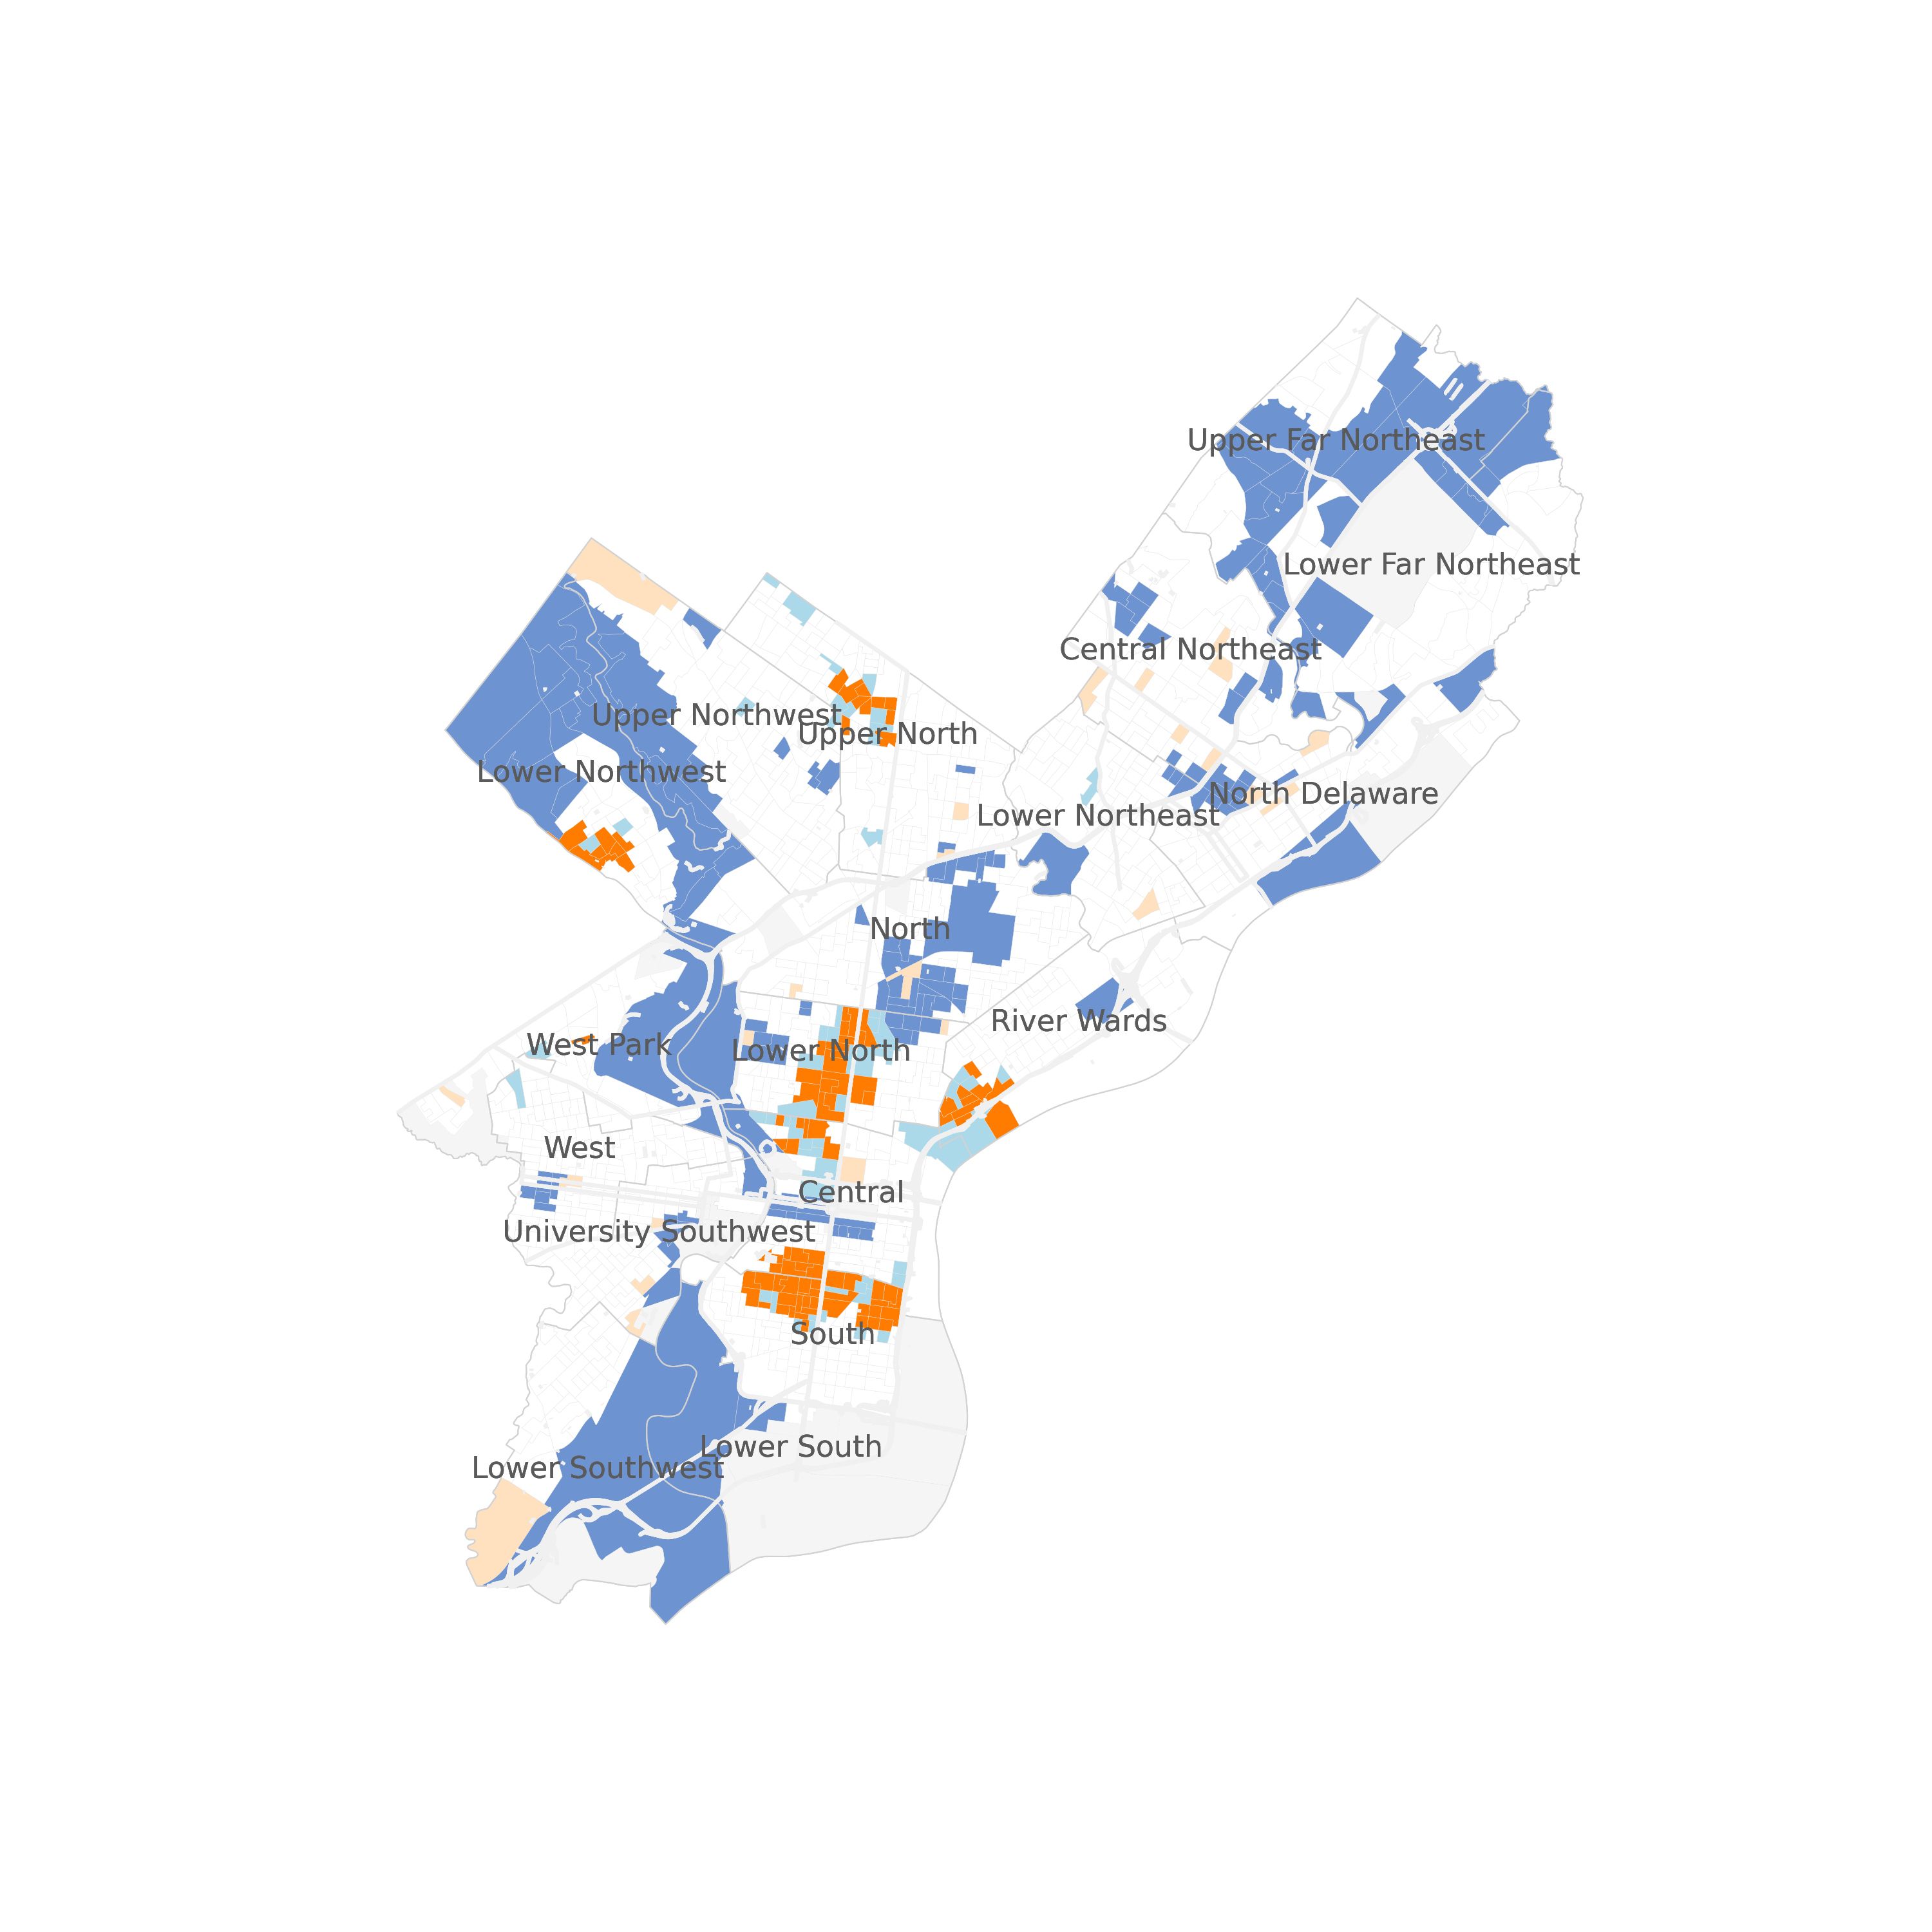 Upper Far Northeast
Lower Far Northeast
Central Northeast
Upper Northwest
Upper North
Lower Northwest
North Delaware
Lower Northeast
North
River Wards
West Park
Lower North
West
Central
University Southwest
South
Lower South
Lower Southwest